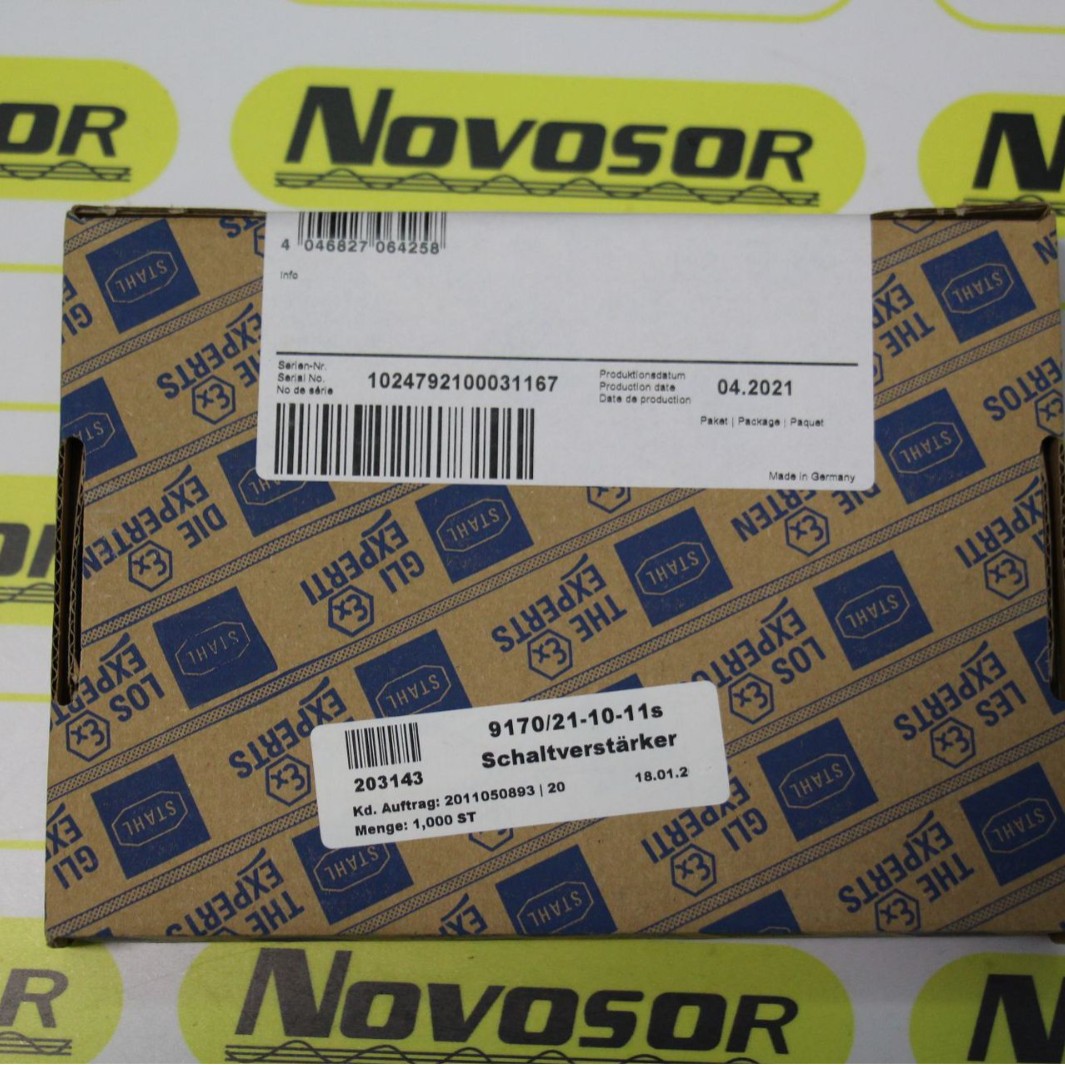 NOVOSOR
4 046827 064258
Info
Serien-Nr.
Serial No.
No de série
1024792100031167
Produktionsdatum
Production date
Date de production
04.2021
Paket | Package | Paquet
Made in Germany
STAHL
THE EXPERTS
DIE EXPERTEN
GLI ESPERTI
LOS EXPERTOS
LES EXPERTS
9170/21-10-11s
Schaltverstärker
203143
Kd. Auftrag: 2011050893 | 20
18.01.2
Menge: 1,000 ST
NOVOSOR